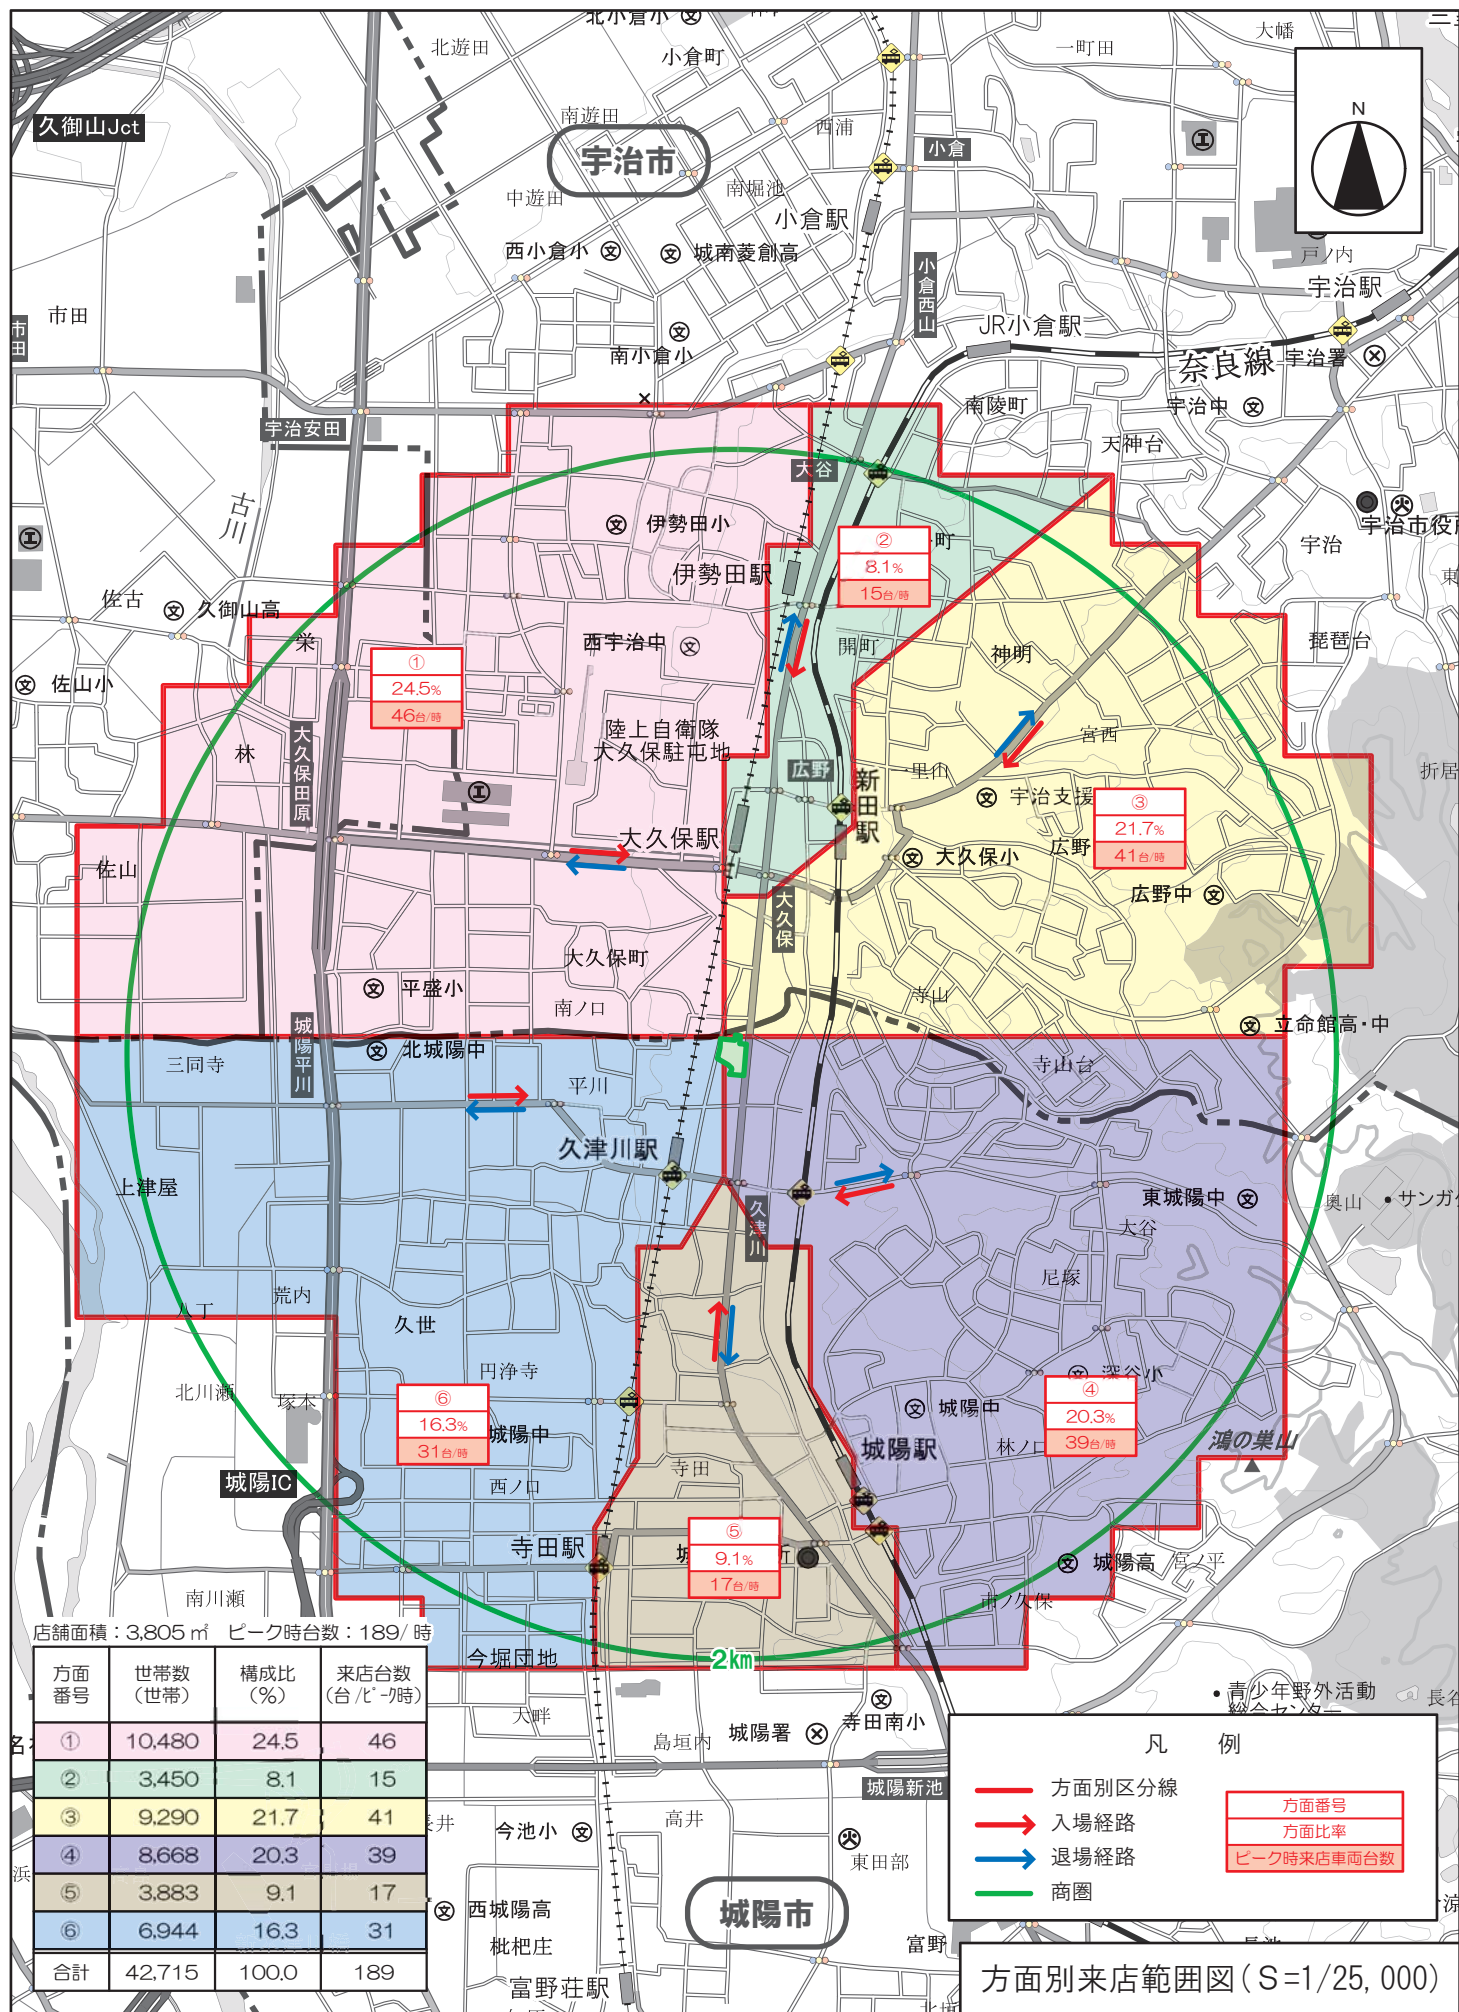 北小倉小
北遊田
小倉町
一町田
大幡
久御山Jct
南遊田
西浦
宇治市
小倉
N
中遊田
南堀池
小倉駅
西小倉小
城南菱創高
小倉西山
戸ノ内
宇治駅
市田
市田
JR小倉駅
南小倉小
奈良線
宇治署
南陵町
宇治中
宇治安田
天神台
大谷
古川
伊勢田小
宇治市役所
宇治
②
8.1%
15台/時
町
伊勢田駅
佐古
久御山高
栄
西宇治中
開町
神明
琵琶台
佐山小
①
24.5%
46台/時
大久保田原
林
陸上自衛隊
大久保駐屯地
広野
宮西
一里山
折居
新田駅
宇治支援
③
21.7%
41台/時
大久保駅
大久保小
広野
佐山
広野中
大久保
大久保町
平盛小
南ノ口
寺山
立命館高・中
城陽平川
北城陽中
三同寺
平川
寺山台
久津川駅
上津屋
東城陽中
奥山
サンガ
大谷
久津川
尼塚
荒内
八丁
久世
円浄寺
深谷小
北川瀬
塚本
⑥
16.3%
31台/時
城陽中
城陽中
④
20.3%
39台/時
林ノ口
鴻の巣山
城陽駅
寺田
城陽IC
西ノ口
寺田駅
⑤
9.1%
17台/時
城陽高
宮ノ平
南川瀬
市ノ久保
店舗面積：3,805㎡　ピーク時台数：189/時
今堀団地
2km
方面番号 世帯数(世帯) 構成比(%) 来店台数(台/ピーク時)
① 10,480 24.5 46
② 3,450 8.1 15
③ 9,290 21.7 41
④ 8,668 20.3 39
⑤ 3,883 9.1 17
⑥ 6,944 16.3 31
合計 42,715 100.0 189
大畔
島垣内
城陽署
寺田南小
青少年野外活動
総合センター
城陽新池
今池小
高井
東田部
西城陽高
枇杷庄
城陽市
富野
富野荘駅
凡　例
方面別区分線
入場経路
退場経路
商圏
方面番号
方面比率
ピーク時来店車両台数
方面別来店範囲図(S=1/25,000)